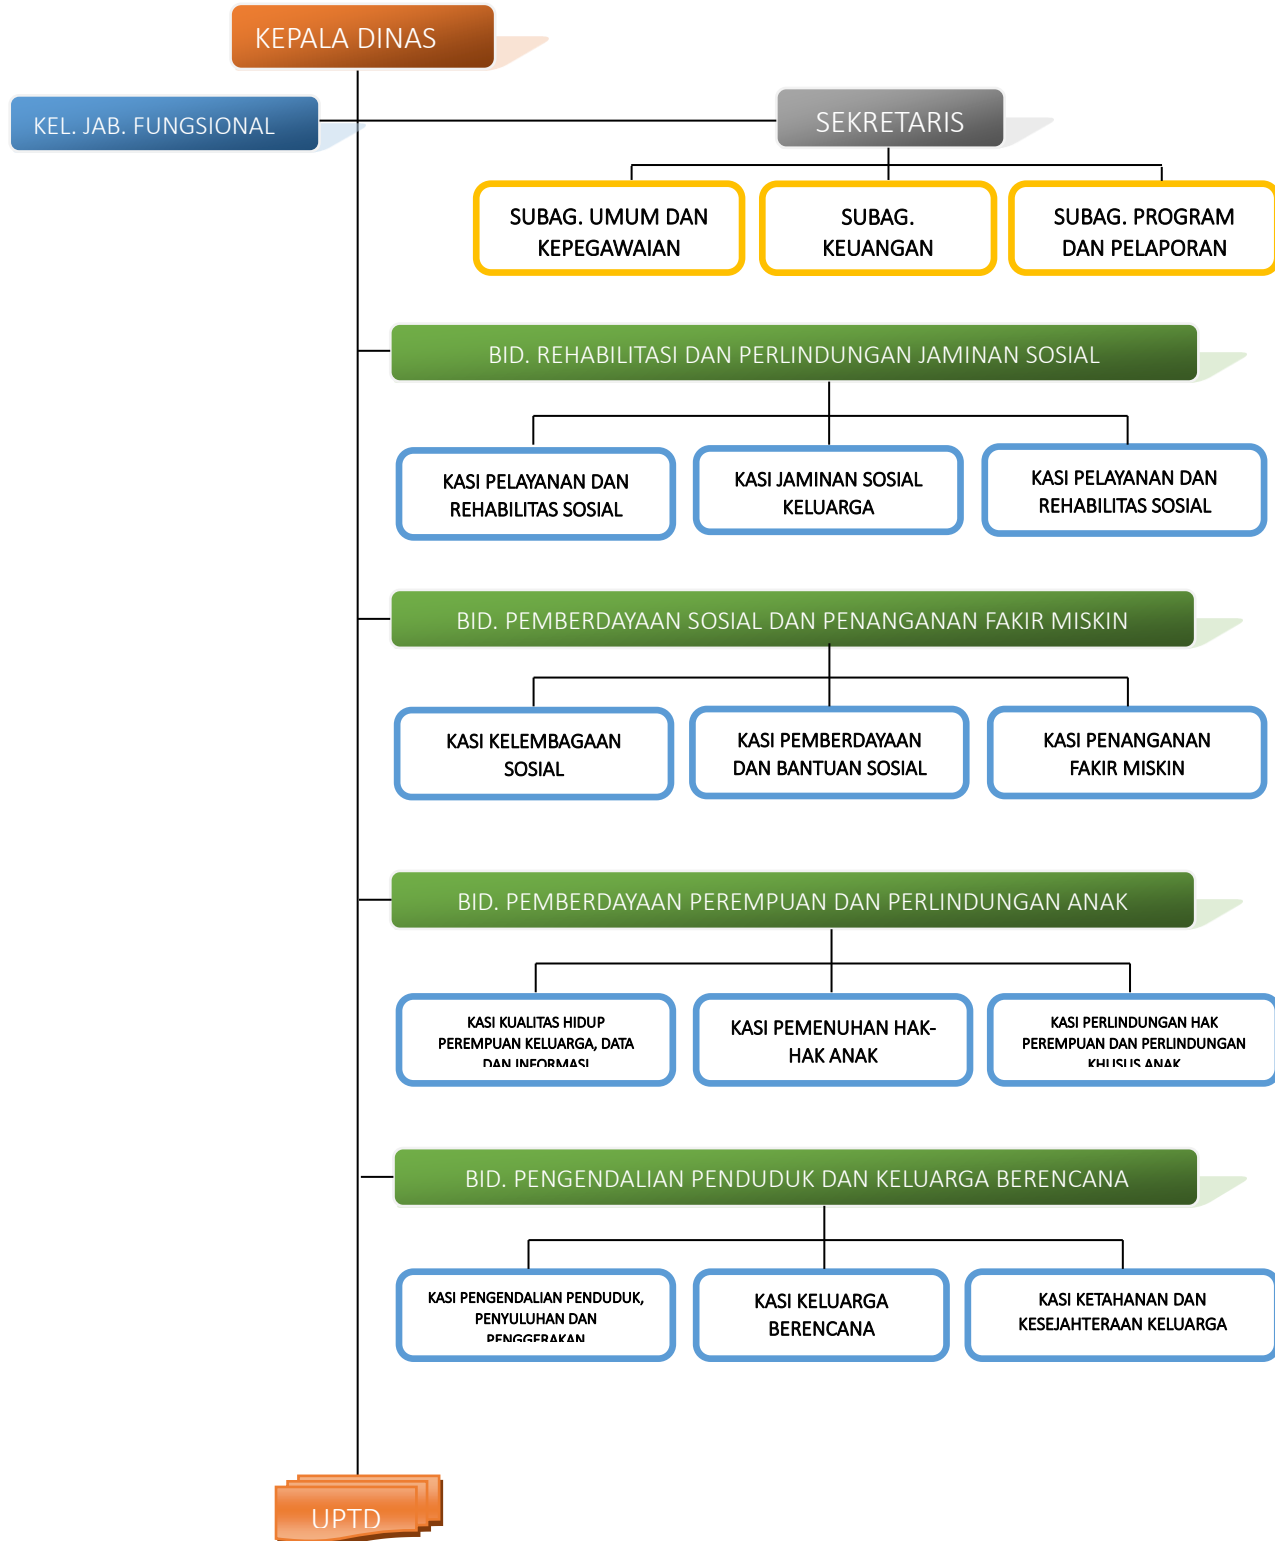 KEPALA DINAS
KEL. JAB. FUNGSIONAL
SEKRETARIS
SUBAG. UMUM DAN
KEPEGAWAIAN
SUBAG.
KEUANGAN
SUBAG. PROGRAM
DAN PELAPORAN
BID. REHABILITASI DAN PERLINDUNGAN JAMINAN SOSIAL
KASI PELAYANAN DAN
REHABILITAS SOSIAL
KASI JAMINAN SOSIAL
KELUARGA
KASI PELAYANAN DAN
REHABILITAS SOSIAL
BID. PEMBERDAYAAN SOSIAL DAN PENANGANAN FAKIR MISKIN
KASI KELEMBAGAAN
SOSIAL
KASI PEMBERDAYAAN
DAN BANTUAN SOSIAL
KASI PENANGANAN
FAKIR MISKIN
BID. PEMBERDAYAAN PEREMPUAN DAN PERLINDUNGAN ANAK
KASI KUALITAS HIDUP
PEREMPUAN KELUARGA, DATA
DAN INFORMASI
KASI PEMENUHAN HAK-
HAK ANAK
KASI PERLINDUNGAN HAK
PEREMPUAN DAN PERLINDUNGAN
KHUSUS ANAK
BID. PENGENDALIAN PENDUDUK DAN KELUARGA BERENCANA
KASI PENGENDALIAN PENDUDUK,
PENYULUHAN DAN
PENGGERAKAN
KASI KELUARGA
BERENCANA
KASI KETAHANAN DAN
KESEJAHTERAAN KELUARGA
UPTD